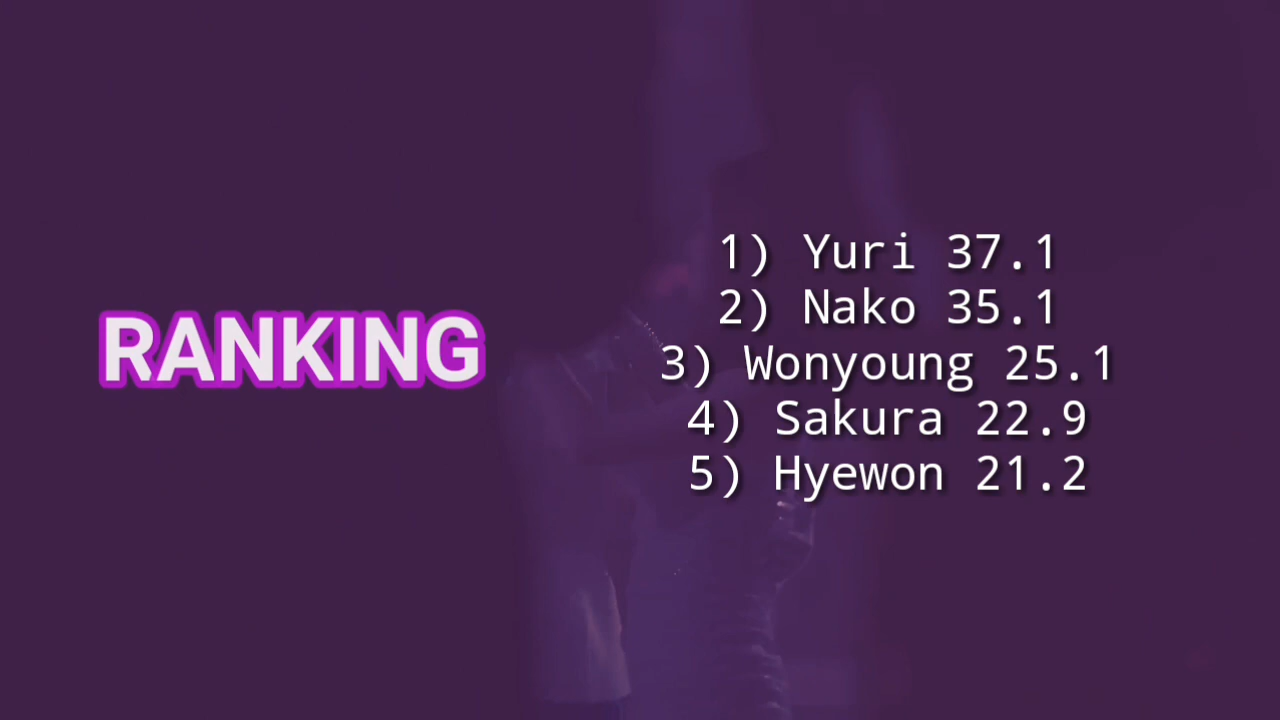 RANKING
1) Yuri 37.1
2) Nako 35.1
3) Wonyoung 25.1
4) Sakura 22.9
5) Hyewon 21.2